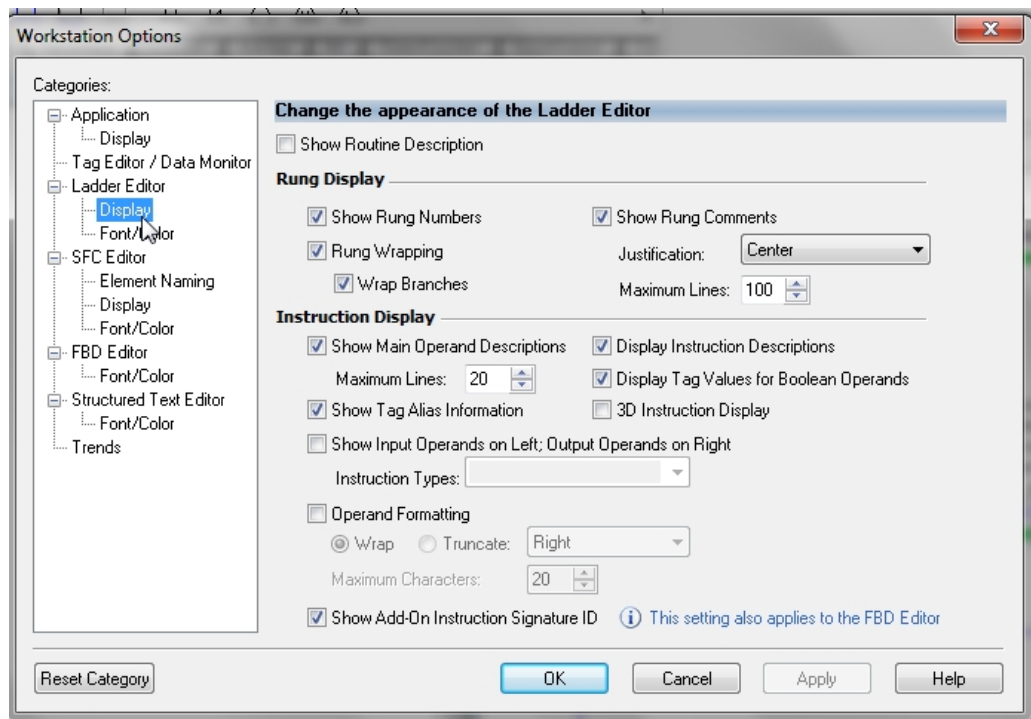 Workstation Options
Categories:
Application
Display
Tag Editor / Data Monitor
Ladder Editor
Display
Font/Color
SFC Editor
Element Naming
Display
Font/Color
FBD Editor
Font/Color
Structured Text Editor
Font/Color
Trends
Change the appearance of the Ladder Editor
Show Routine Description
Rung Display
Show Rung Numbers
Show Rung Comments
Rung Wrapping
Justification: Center
Wrap Branches
Maximum Lines: 100
Instruction Display
Show Main Operand Descriptions
Display Instruction Descriptions
Maximum Lines: 20
Display Tag Values for Boolean Operands
Show Tag Alias Information
3D Instruction Display
Show Input Operands on Left; Output Operands on Right
Instruction Types:
Operand Formatting
Wrap Truncate: Right
Maximum Characters: 20
Show Add-On Instruction Signature ID
This setting also applies to the FBD Editor
Reset Category OK Cancel Apply Help